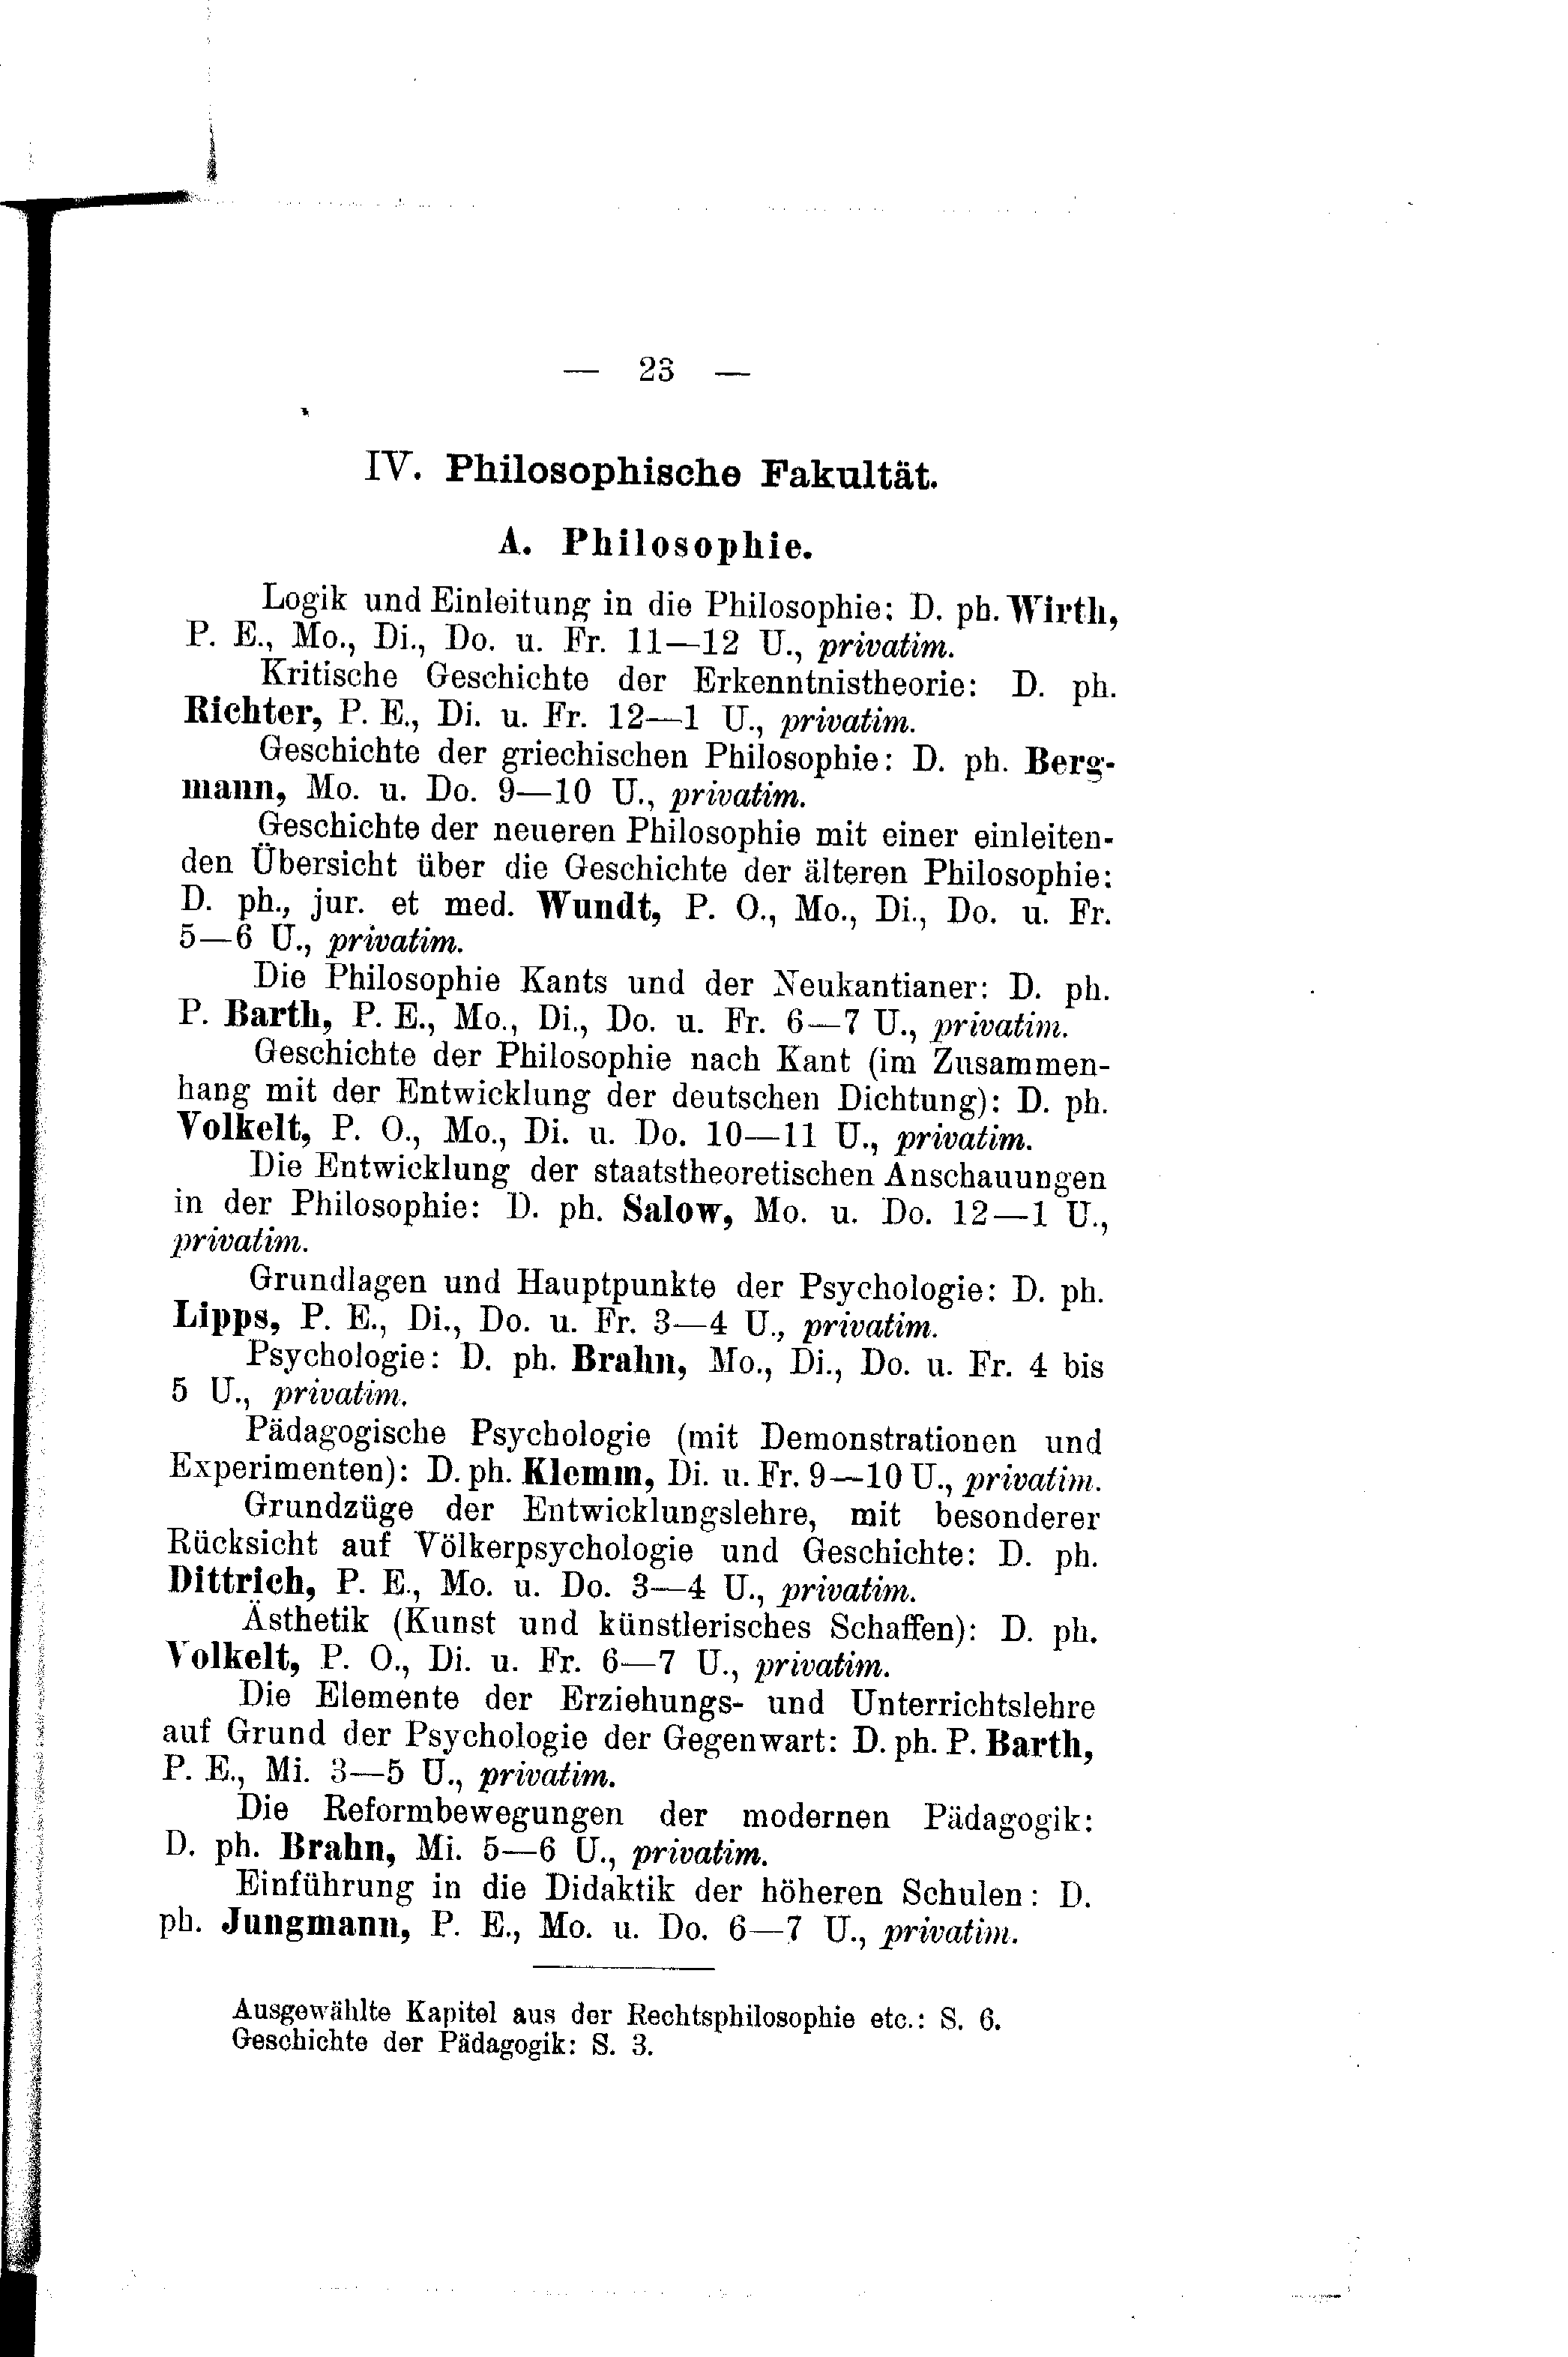 — 23 —
IV. Philosophische Fakultät.
A. Philosophie.
Logik und Einleitung in die Philosophie: D. ph. Wirth,
P. E., Mo., Di., Do. u. Fr. 11—12 U., privatim.
Kritische Geschichte der Erkenntnistheorie: D. ph.
Richter, P. E., Di. u. Fr. 12—1 U., privatim.
Geschichte der griechischen Philosophie: D. ph. Berg-
mann, Mo. u. Do. 9—10 U., privatim.
Geschichte der neueren Philosophie mit einer einleiten-
den Übersicht über die Geschichte der älteren Philosophie:
D. ph., jur. et med. Wundt, P. O., Mo., Di., Do. u. Fr.
5—6 U., privatim.
Die Philosophie Kants und der Neukantianer: D. ph.
P. Barth, P. E., Mo., Di., Do. u. Fr. 6—7 U., privatim.
Geschichte der Philosophie nach Kant (im Zusammen-
hang mit der Entwicklung der deutschen Dichtung): D. ph.
Volkelt, P. O., Mo., Di. u. Do. 10—11 U., privatim.
Die Entwicklung der staatstheoretischen Anschauungen
in der Philosophie: D. ph. Salow, Mo. u. Do. 12—1 U.,
privatim.
Grundlagen und Hauptpunkte der Psychologie: D. ph.
Lipps, P. E., Di., Do. u. Fr. 3—4 U., privatim.
Psychologie: D. ph. Brahn, Mo., Di., Do. u. Fr. 4 bis
5 U., privatim.
Pädagogische Psychologie (mit Demonstrationen und
Experimenten): D. ph. Klemm, Di. u. Fr. 9—10 U., privatim.
Grundzüge der Entwicklungslehre, mit besonderer
Rücksicht auf Völkerpsychologie und Geschichte: D. ph.
Dittrich, P. E., Mo. u. Do. 3—4 U., privatim.
Ästhetik (Kunst und künstlerisches Schaffen): D. ph.
Volkelt, P. O., Di. u. Fr. 6—7 U., privatim.
Die Elemente der Erziehungs- und Unterrichtslehre
auf Grund der Psychologie der Gegenwart: D. ph. P. Barth,
P. E., Mi. 3—5 U., privatim.
Die Reformbewegungen der modernen Pädagogik:
D. ph. Brahn, Mi. 5—6 U., privatim.
Einführung in die Didaktik der höheren Schulen: D.
ph. Jungmann, P. E., Mo. u. Do. 6—7 U., privatim.
Ausgewählte Kapitel aus der Rechtsphilosophie etc.: S. 6.
Geschichte der Pädagogik: S. 3.